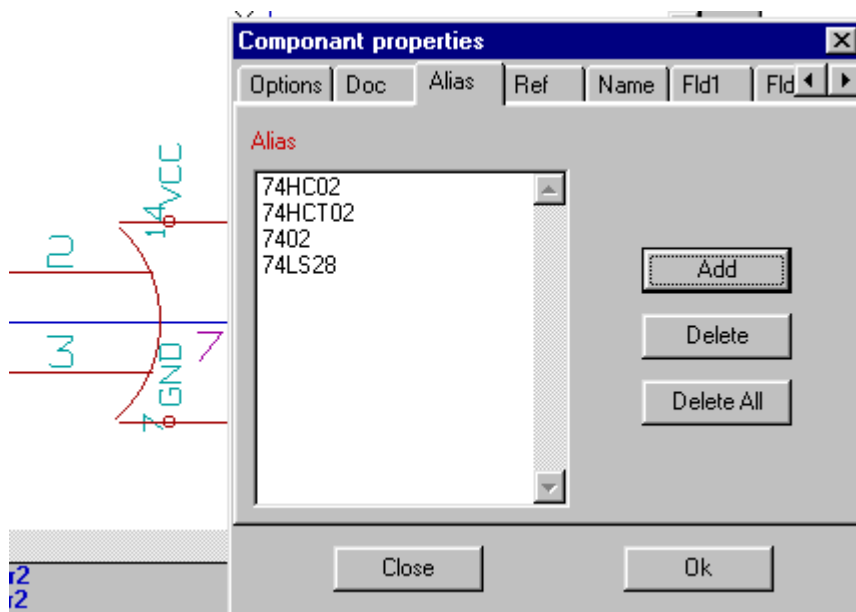 Componant properties
Options Doc Alias Ref Name Fld1 Fld
Alias
74HC02
74HCT02
7402
74LS28
Add
Delete
Delete All
Close Ok
14 VCC
2
3
7
GND
7
r2
r2